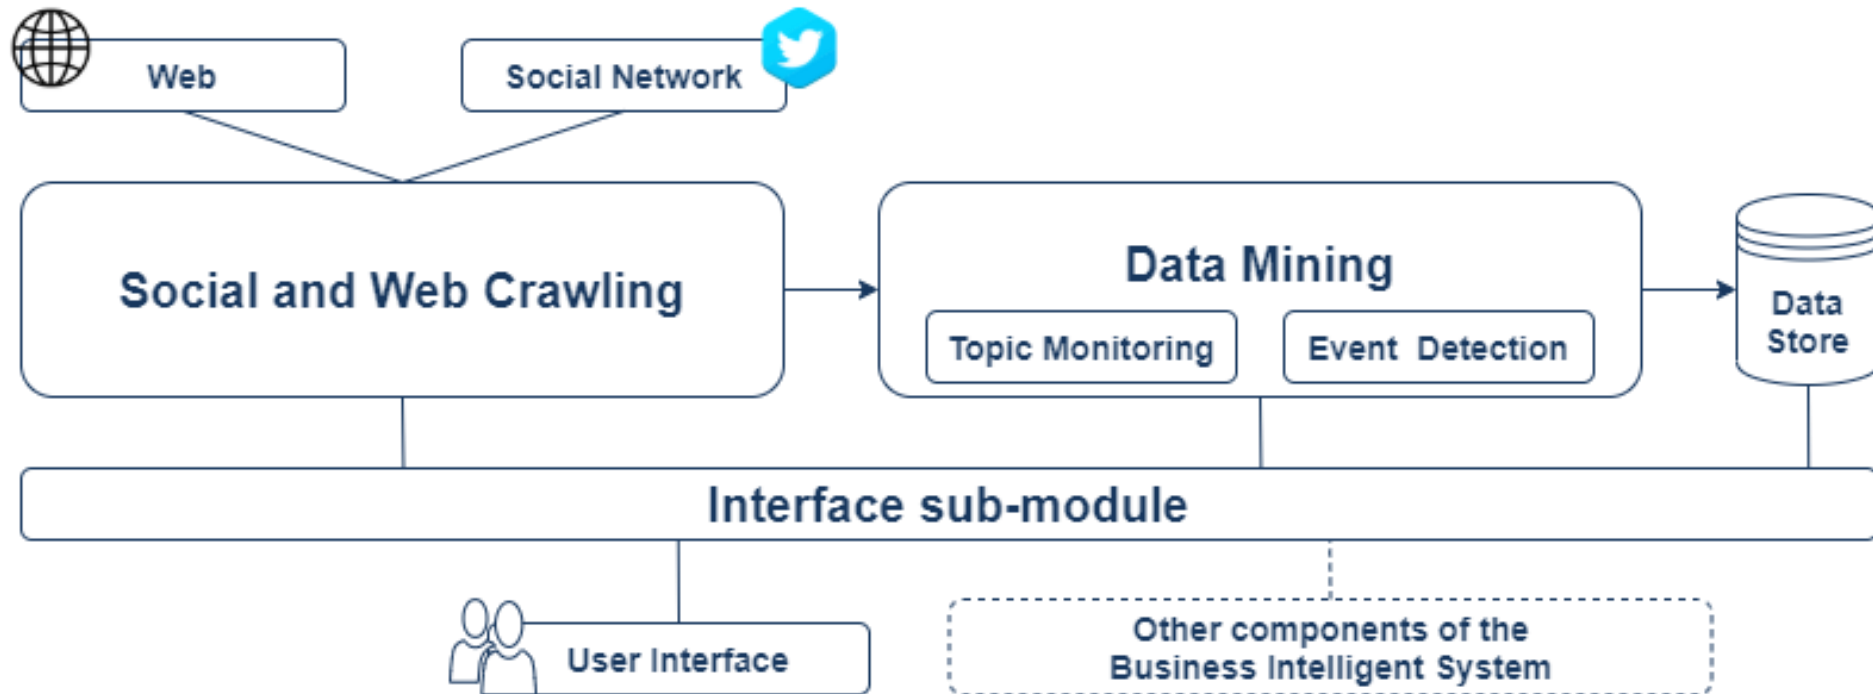 Web
Social Network
Social and Web Crawling
Data Mining
Topic Monitoring
Event Detection
Data
Store
Interface sub-module
User Interface
Other components of the
Business Intelligent System